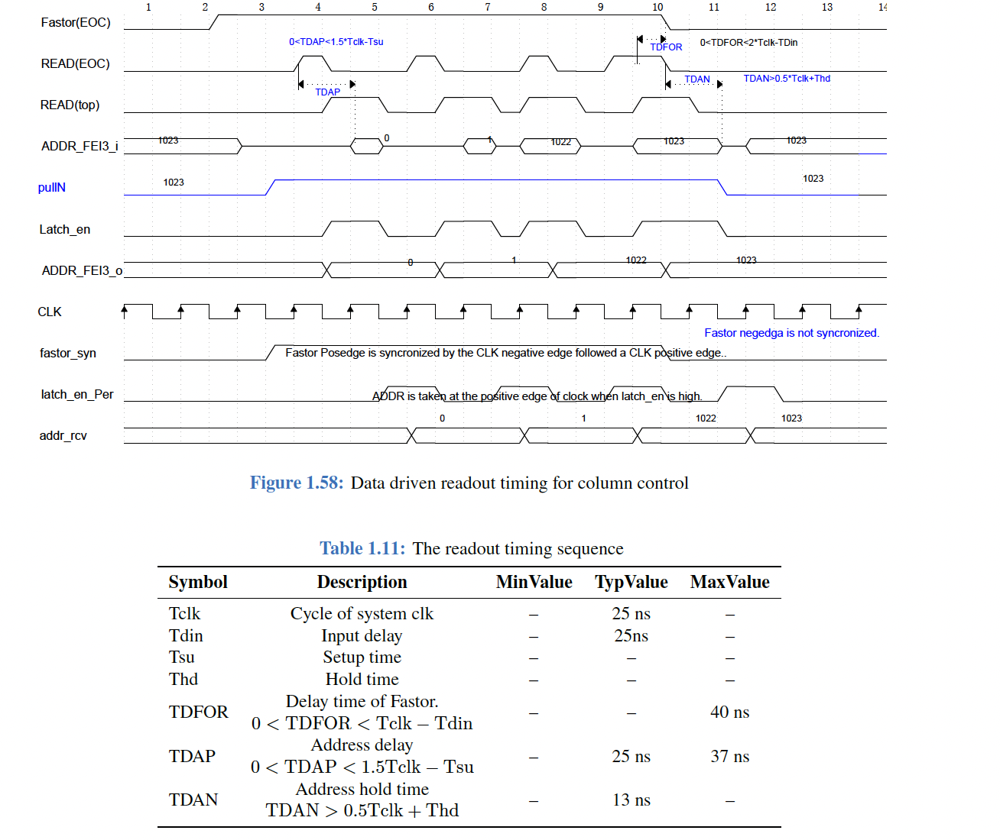 1 2 3 4 5 6 7 8 9 10 11 12 13 14
Fastor(EOC)
0<TDAP<1.5*Tclk-Tsu
TDFOR
0<TDFOR<2*Tclk-TDin
READ(EOC)
TDAP
TDAN
TDAN>0.5*Tclk+Thd
READ(top)
ADDR_FEI3_i
1023 0 1 1022 1023 1023
pullN
1023 1023
Latch_en
ADDR_FEI3_o
0 1 1022 1023
CLK
Fastor negedga is not syncronized.
fastor_syn
Fastor Posedge is syncronized by the CLK negative edge followed a CLK positive edge..
latch_en_Per
ADDR is taken at the positive edge of clock when latch_en is high.
0 1 1022 1023
addr_rcv
Figure 1.58: Data driven readout timing for column control
Table 1.11: The readout timing sequence
Symbol Description MinValue TypValue MaxValue
Tclk Cycle of system clk – 25 ns –
Tdin Input delay – 25ns –
Tsu Setup time – – –
Thd Hold time – – –
TDFOR Delay time of Fastor. – – 40 ns
0 < TDFOR < Tclk − Tdin
TDAP Address delay – 25 ns 37 ns
0 < TDAP < 1.5Tclk − Tsu
TDAN Address hold time – 13 ns –
TDAN > 0.5Tclk + Thd